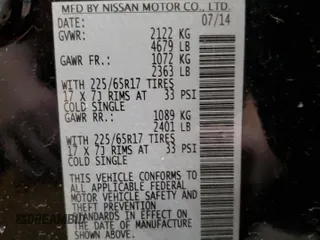 MFD BY NISSAN MOTOR CO., LTD.
DATE: 07/14
GVWR: 2122 KG
4679 LB
GAWR FR.: 1072 KG
2363 LB
WITH 225/65R17 TIRES
17 X 7J RIMS AT 33 PSI
COLD SINGLE
GAWR RR.: 1089 KG
2401 LB
WITH 225/65R17 TIRES
17 X 7J RIMS AT 33 PSI
COLD SINGLE
THIS VEHICLE CONFORMS TO
ALL APPLICABLE FEDERAL
MOTOR VEHICLE SAFETY AND
THEFT PREVENTION
STANDARDS IN EFFECT ON
THE DATE OF MANUFACTURE
SHOWN ABOVE.